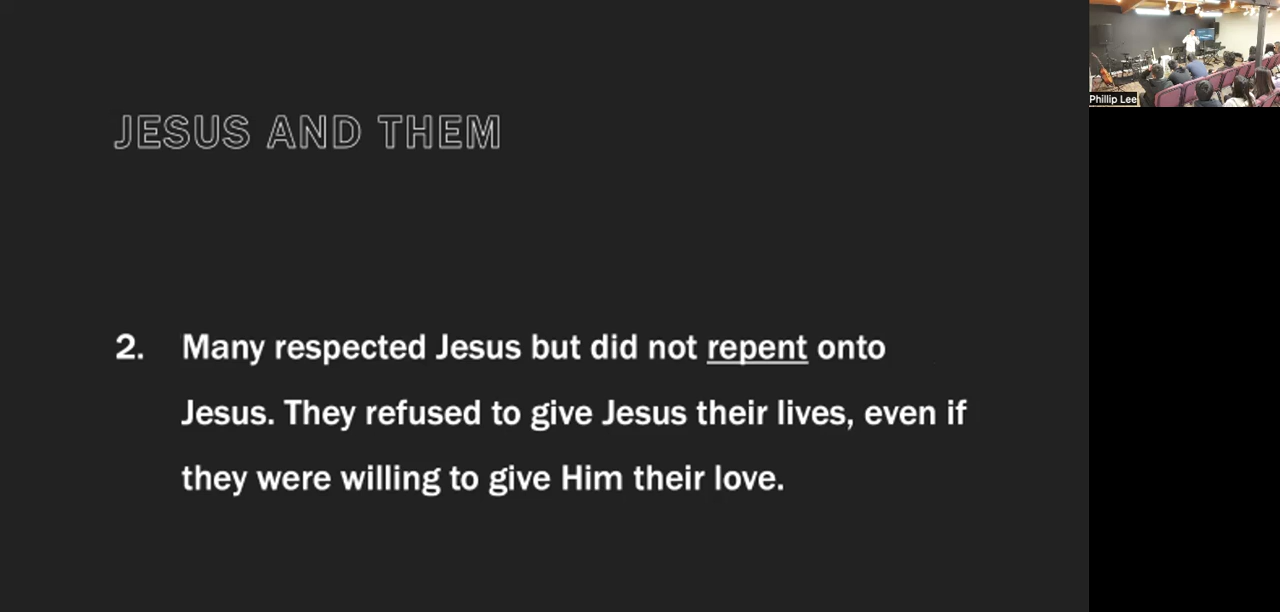 JESUS AND THEM
2. Many respected Jesus but did not repent onto
Jesus. They refused to give Jesus their lives, even if
they were willing to give Him their love.
Phillip Lee